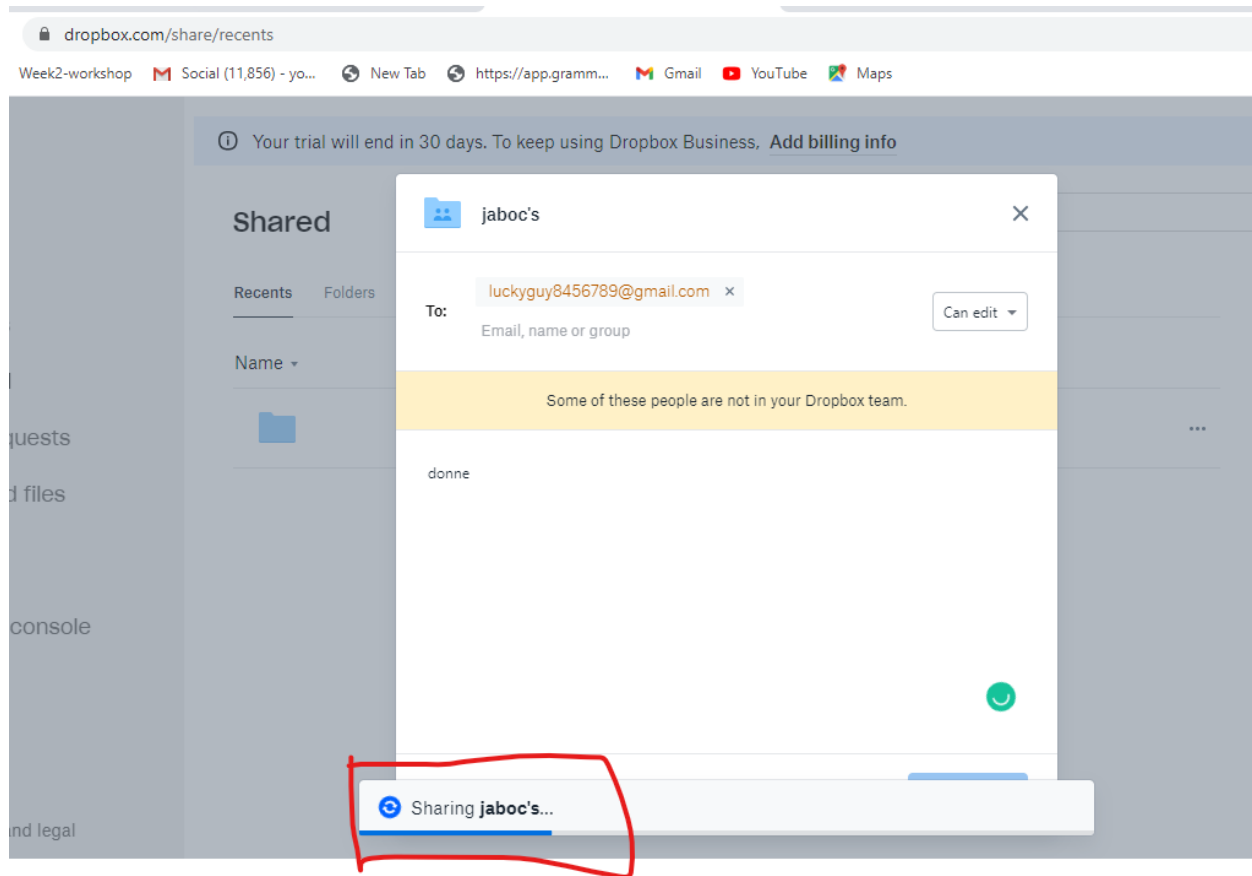 dropbox.com/share/recents
Week2-workshop Social (11,856) - yo... New Tab https://app.gramm... Gmail YouTube Maps
Your trial will end in 30 days. To keep using Dropbox Business, Add billing info
Shared
jaboc's
Recents Folders
To: luckyguy8456789@gmail.com
Email, name or group
Can edit
Name
Some of these people are not in your Dropbox team.
quests
donne
d files
console
Sharing jaboc's...
and legal